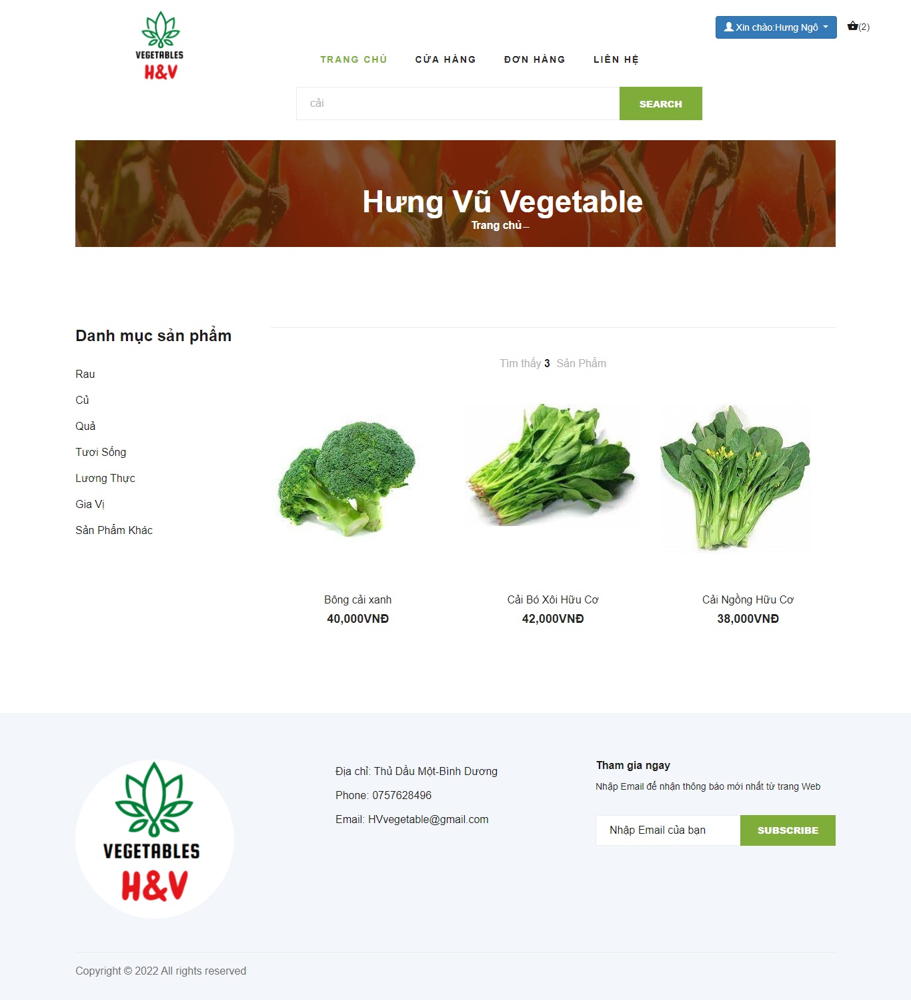 VEGETABLES
H&V
Xin chào:Hưng Ngô
(2)
TRANG CHỦ CỬA HÀNG ĐƠN HÀNG LIÊN HỆ
cải
SEARCH
Hưng Vũ Vegetable
Trang chủ
Danh mục sản phẩm
Rau
Củ
Quả
Tươi Sống
Lương Thực
Gia Vị
Sản Phẩm Khác
Tìm thấy 3 Sản Phẩm
Bông cải xanh
40,000VNĐ
Cải Bó Xôi Hữu Cơ
42,000VNĐ
Cải Ngồng Hữu Cơ
38,000VNĐ
VEGETABLES
H&V
Địa chỉ: Thủ Dầu Một-Bình Dương
Phone: 0757628496
Email: HVvegetable@gmail.com
Tham gia ngay
Nhập Email để nhận thông báo mới nhất từ trang Web
Nhập Email của bạn
SUBSCRIBE
Copyright © 2022 All rights reserved